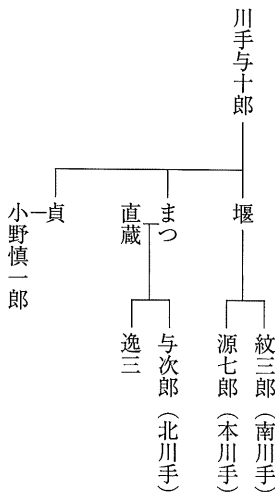 川手与十郎
堰
まつ
直蔵
貞
小野慎一郎
紋三郎（南川手）
源七郎（本川手）
与次郎（北川手）
逸三